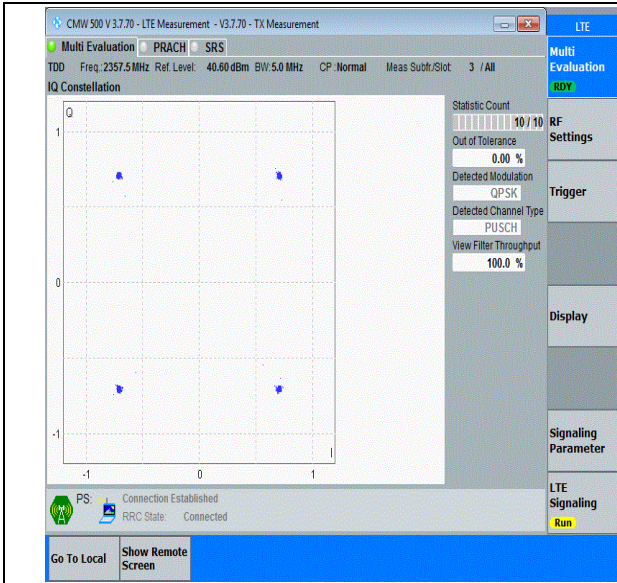 CMW 500 V 3.7.70 - LTE Measurement - V3.7.70 - TX Measurement
LTE
Multi Evaluation PRACH SRS
TDD Freq.:2357.5 MHz Ref. Level: 40.60 dBm BW:5.0 MHz CP :Normal Meas Subfr./Slot: 3 / All
IQ Constellation
Q
1
0
-1
-1 0 1
I
Statistic Count
10 / 10
Out of Tolerance
0.00 %
Detected Modulation
QPSK
Detected Channel Type
PUSCH
View Filter Throughput
100.0 %
Multi
Evaluation
RDY
RF
Settings
Trigger
Display
Signaling
Parameter
LTE
Signaling
Run
PS: Connection Established
RRC State: Connected
Go To Local
Show Remote
Screen